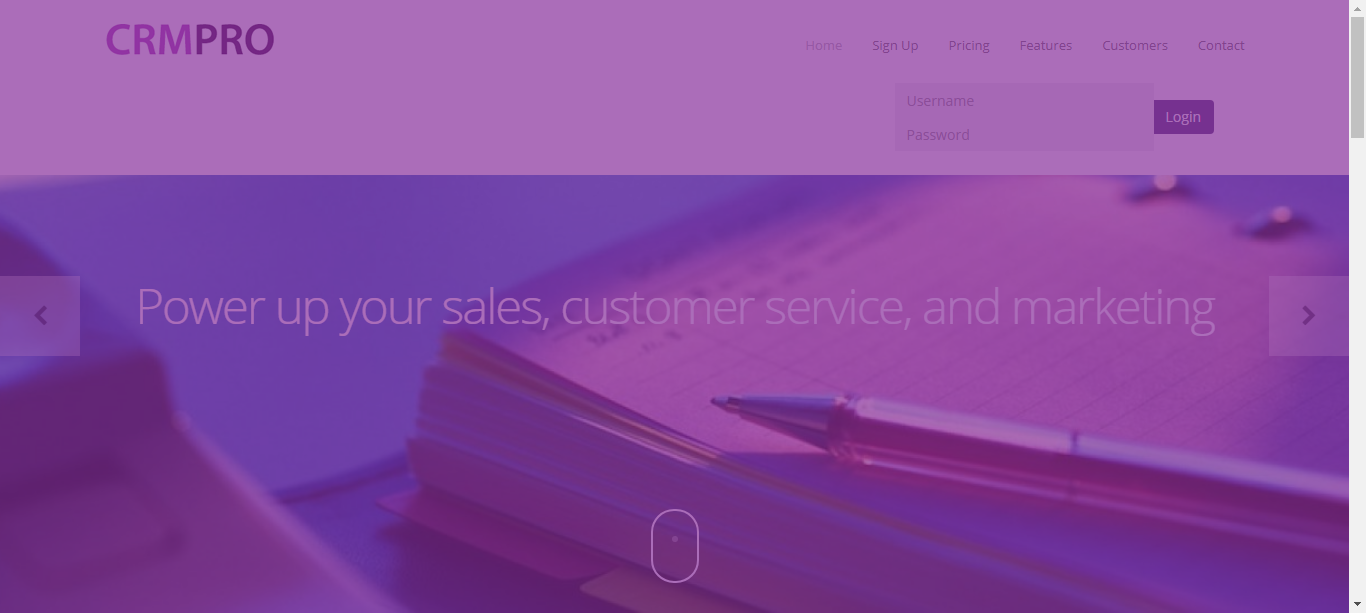 CRMPRO
Home Sign Up Pricing Features Customers Contact
Username
Password
Login
Power up your sales, customer service, and marketing